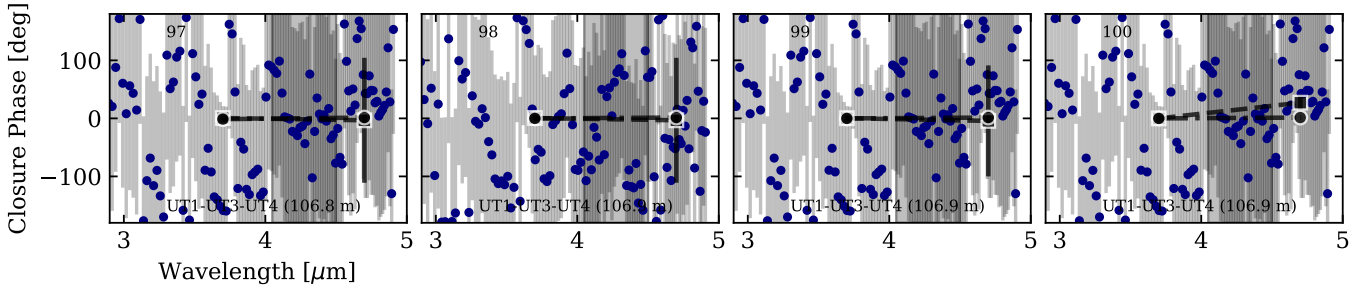 Closure Phase [deg]
100
0
−100
97
98
99
100
UT1-UT3-UT4 (106.8 m)
UT1-UT3-UT4 (106.9 m)
UT1-UT3-UT4 (106.9 m)
UT1-UT3-UT4 (106.9 m)
3 4 5
3 4 5
3 4 5
3 4 5
Wavelength [μm]